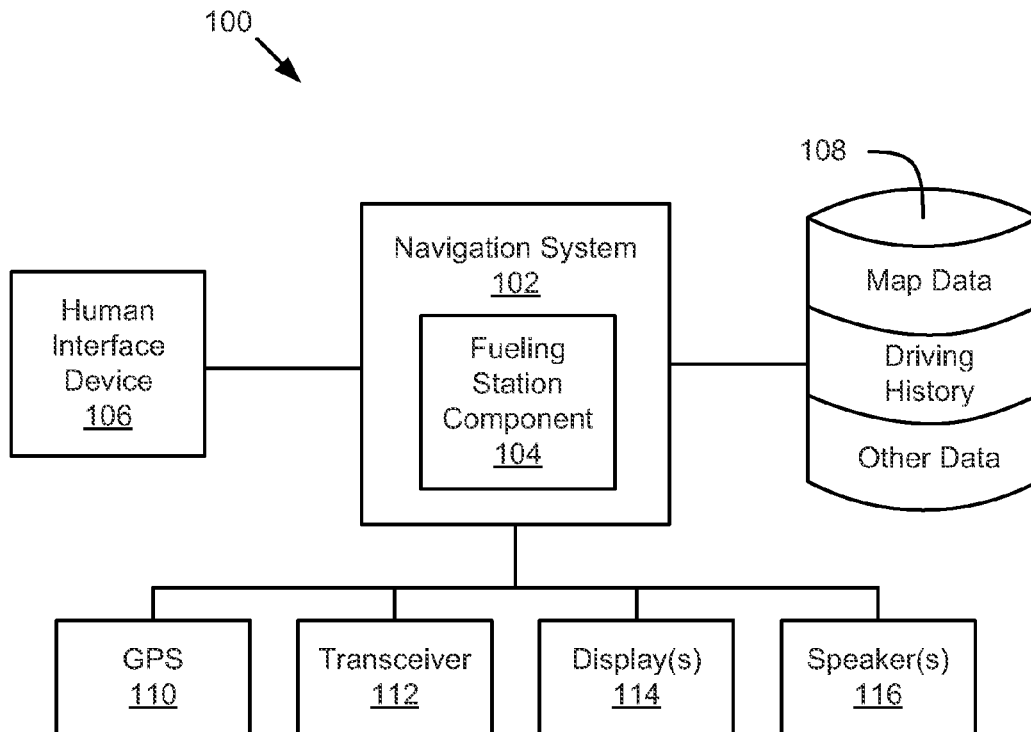 100
108
Navigation System
102
Map Data
Human
Interface
Device
106
Fueling
Station
Component
104
Driving
History
Other Data
GPS
110
Transceiver
112
Display(s)
114
Speaker(s)
116